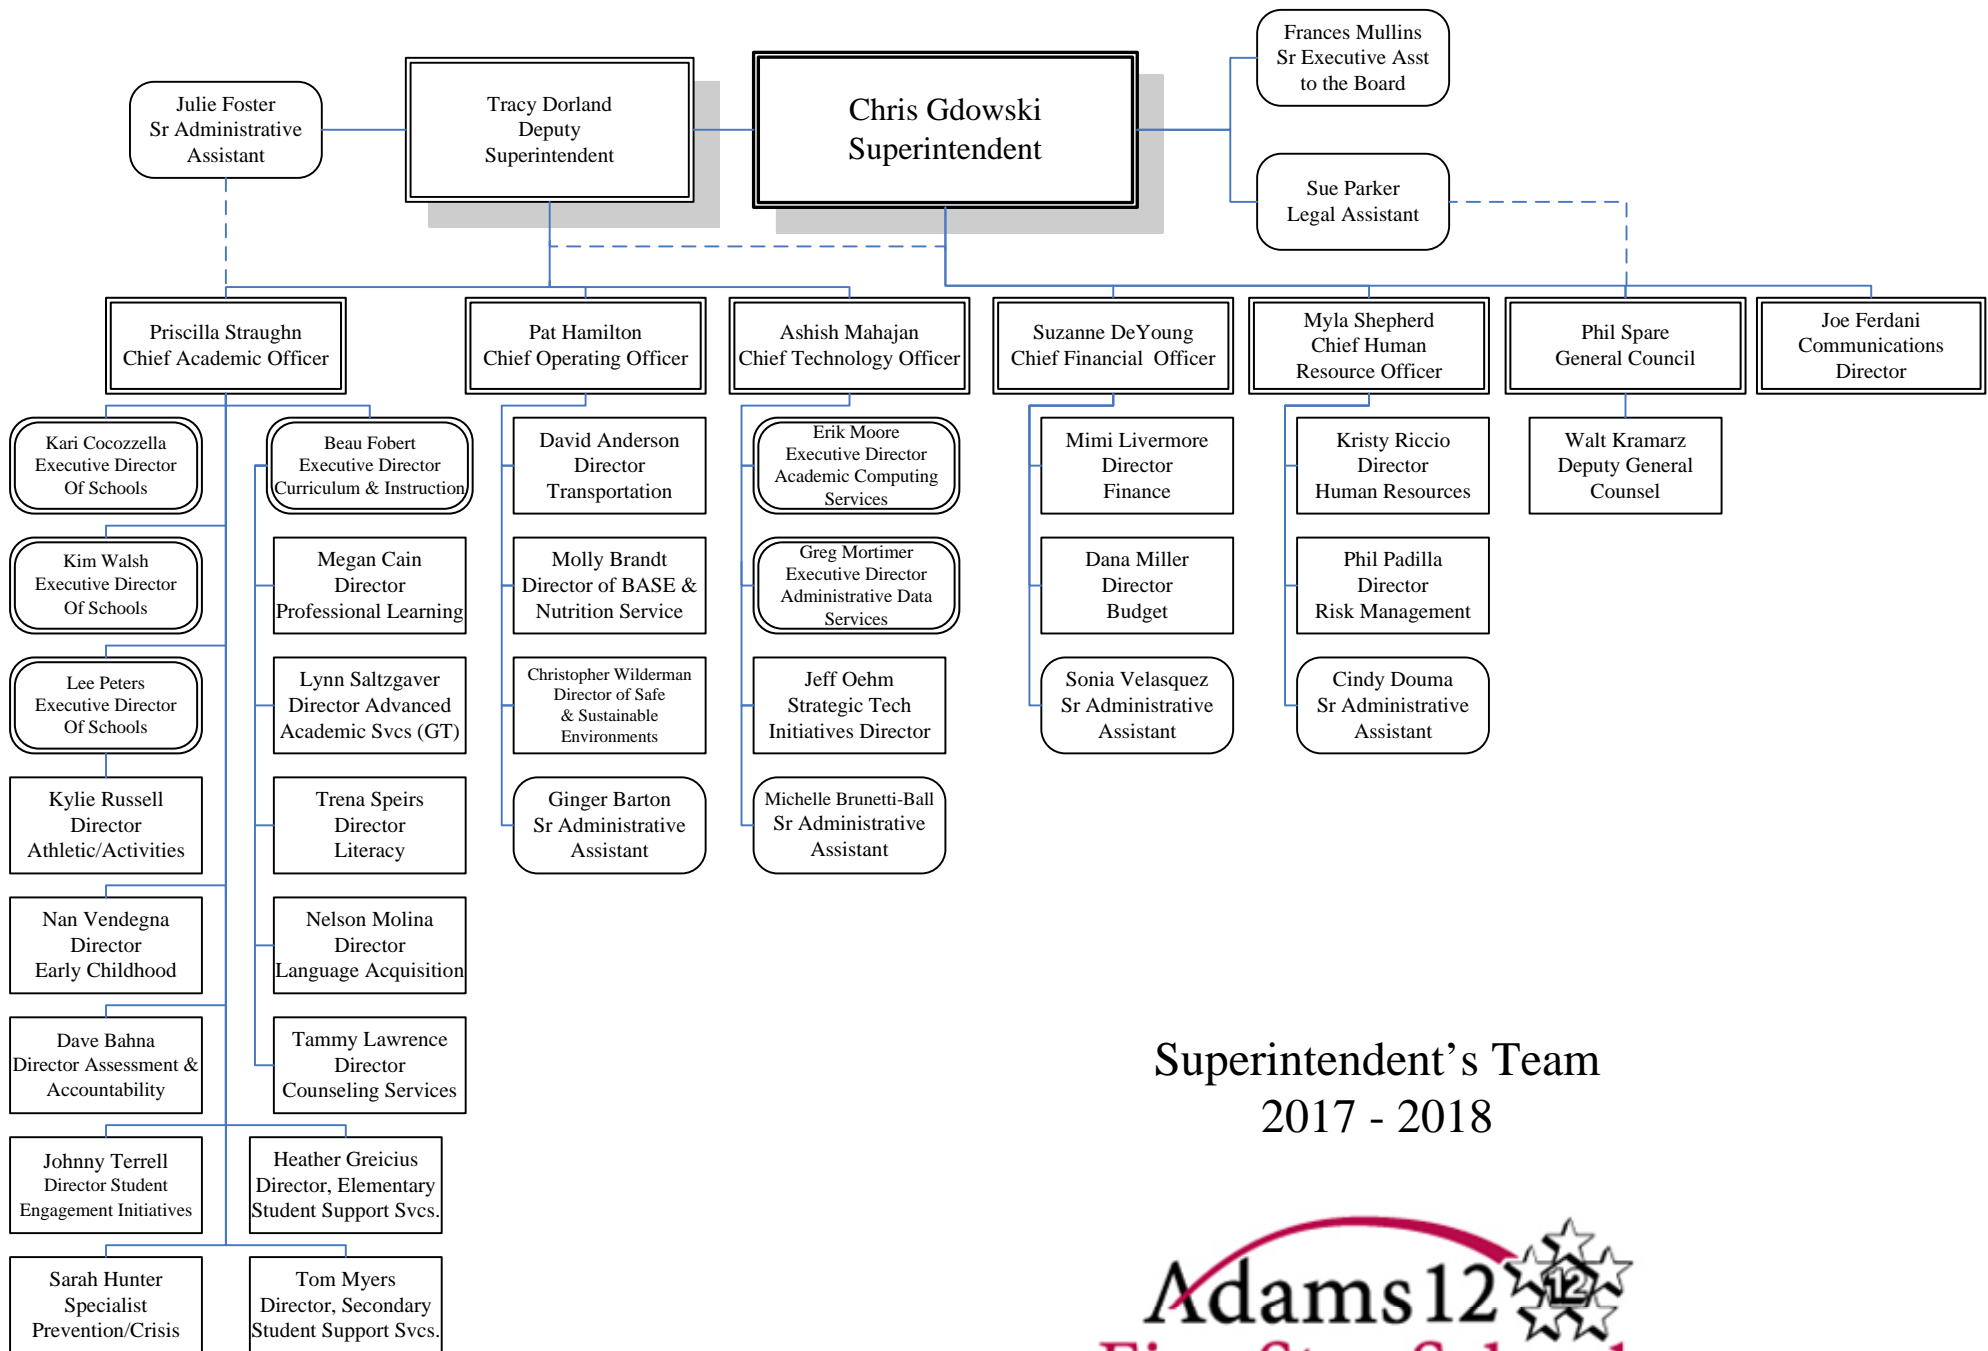 Frances Mullins
Sr Executive Asst
to the Board
Julie Foster
Sr Administrative
Assistant
Tracy Dorland
Deputy
Superintendent
Chris Gdowski
Superintendent
Sue Parker
Legal Assistant
Priscilla Straughn
Chief Academic Officer
Pat Hamilton
Chief Operating Officer
Ashish Mahajan
Chief Technology Officer
Suzanne DeYoung
Chief Financial Officer
Myla Shepherd
Chief Human
Resource Officer
Phil Spare
General Council
Joe Ferdani
Communications
Director
Kari Cocozzella
Executive Director
Of Schools
Beau Fobert
Executive Director
Curriculum & Instruction
David Anderson
Director
Transportation
Erik Moore
Executive Director
Academic Computing
Services
Mimi Livermore
Director
Finance
Kristy Riccio
Director
Human Resources
Walt Kramarz
Deputy General
Counsel
Kim Walsh
Executive Director
Of Schools
Megan Cain
Director
Professional Learning
Molly Brandt
Director of BASE &
Nutrition Service
Greg Mortimer
Executive Director
Administrative Data
Services
Dana Miller
Director
Budget
Phil Padilla
Director
Risk Management
Lee Peters
Executive Director
Of Schools
Lynn Saltzgaver
Director Advanced
Academic Svcs (GT)
Christopher Wilderman
Director of Safe
& Sustainable
Environments
Jeff Oehm
Strategic Tech
Initiatives Director
Sonia Velasquez
Sr Administrative
Assistant
Cindy Douma
Sr Administrative
Assistant
Kylie Russell
Director
Athletic/Activities
Trena Speirs
Director
Literacy
Ginger Barton
Sr Administrative
Assistant
Michelle Brunetti-Ball
Sr Administrative
Assistant
Nan Vendegna
Director
Early Childhood
Nelson Molina
Director
Language Acquisition
Dave Bahna
Director Assessment &
Accountability
Tammy Lawrence
Director
Counseling Services
Johnny Terrell
Director Student
Engagement Initiatives
Heather Greicius
Director, Elementary
Student Support Svcs.
Sarah Hunter
Specialist
Prevention/Crisis
Tom Myers
Director, Secondary
Student Support Svcs.
Superintendent’s Team
2017 - 2018
Adams12
12